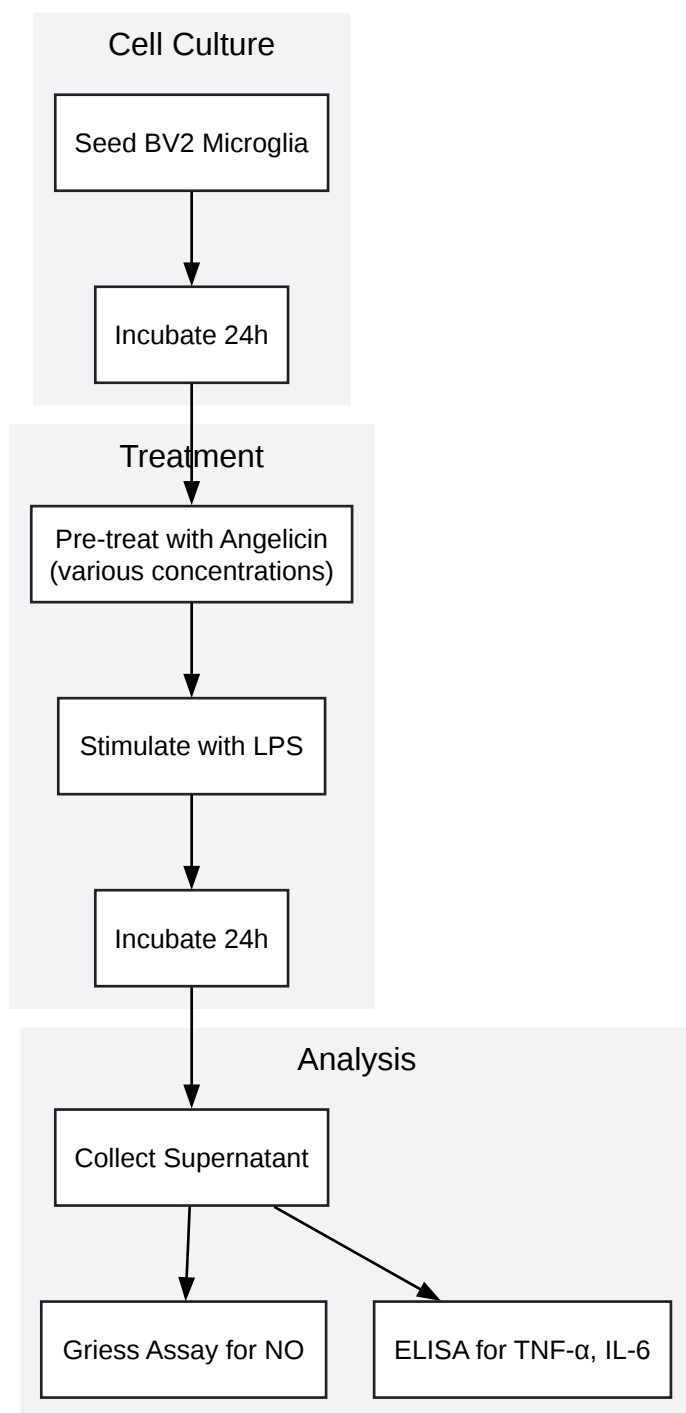 Cell Culture
Seed BV2 Microglia
Incubate 24h
Treatment
Pre-treat with Angelicin
(various concentrations)
Stimulate with LPS
Incubate 24h
Analysis
Collect Supernatant
Griess Assay for NO
ELISA for TNF-α, IL-6